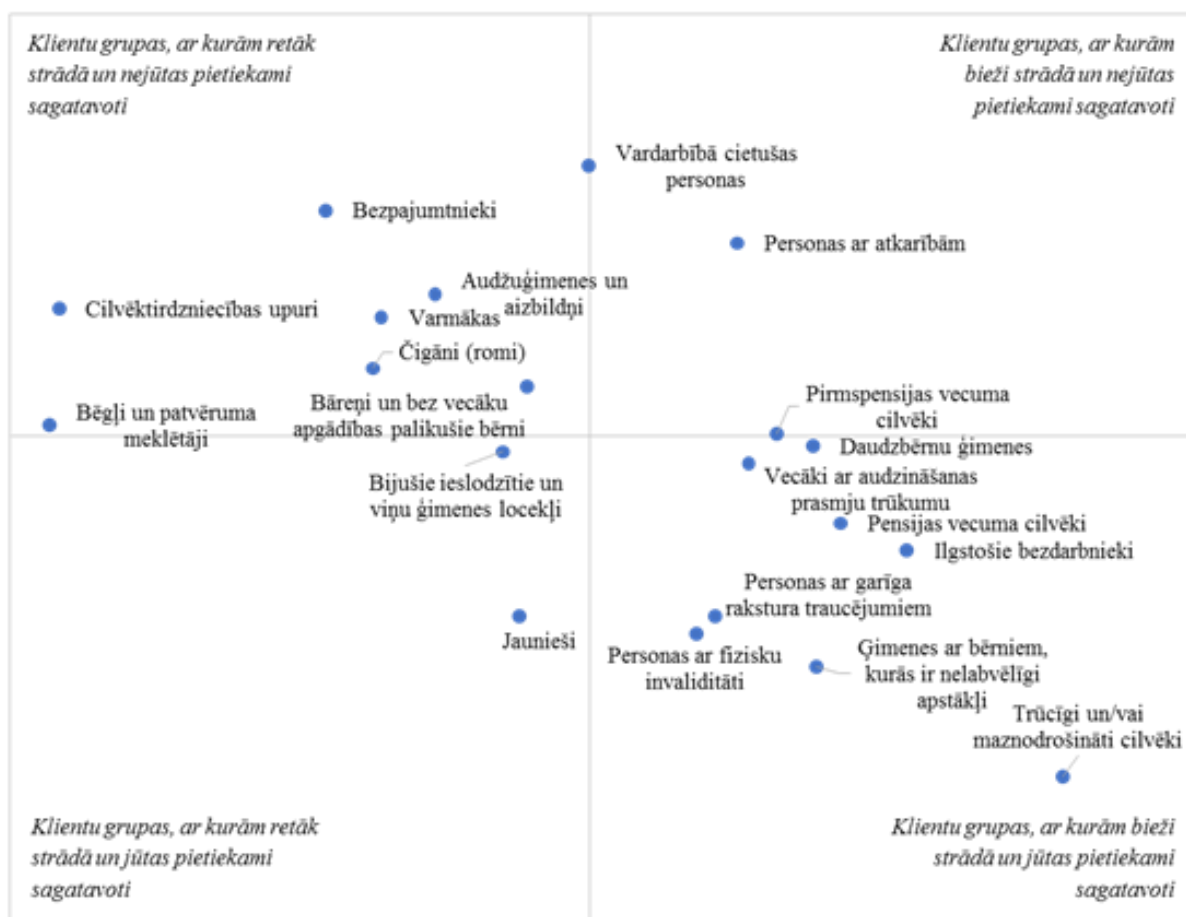 Klientu grupas, ar kurām retāk
strādā un nejūtas pietiekami
sagatavoti
Klientu grupas, ar kurām
bieži strādā un nejūtas
pietiekami sagatavoti
Vardarbībā cietušas
personas
Bezpajumtnieki
Personas ar atkarībām
Audžuģimenes un
aizbildņi
Cilvēktirdzniecības upuri
Varmākas
Čigāni (romi)
Bāreņi un bez vecāku
apgādības palikušie bērni
Bēgļi un patvēruma
meklētāji
Pirmspensijas vecuma
cilvēki
Daudzbērnu ģimenes
Bijušie ieslodzītie un
viņu ģimenes locekļi
Vecāki ar audzināšanas
prasmju trūkumu
Pensijas vecuma cilvēki
Ilgstošie bezdarbnieki
Personas ar garīga
rakstura traucējumiem
Jaunieši
Personas ar fizisku
invaliditāti
Ģimenes ar bērniem,
kurās ir nelabvēlīgi
apstākļi
Trūcīgi un/vai
maznodrošināti cilvēki
Klientu grupas, ar kurām retāk
strādā un jūtas pietiekami
sagatavoti
Klientu grupas, ar kurām bieži
strādā un jūtas pietiekami
sagatavoti